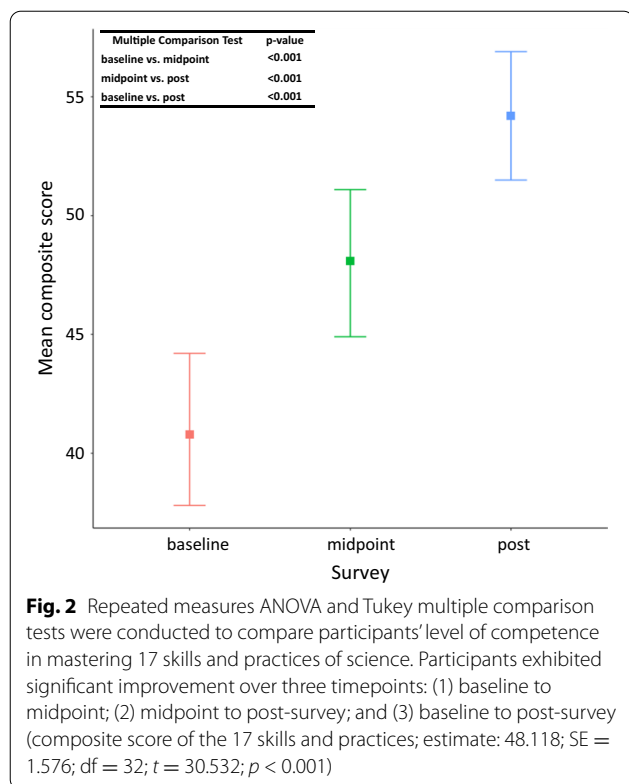 Multiple Comparison Test p-value
baseline vs. midpoint <0.001
midpoint vs. post <0.001
baseline vs. post <0.001
55
50
45
40
Mean composite score
baseline midpoint post
Survey
Fig. 2 Repeated measures ANOVA and Tukey multiple comparison
tests were conducted to compare participants’ level of competence
in mastering 17 skills and practices of science. Participants exhibited
significant improvement over three timepoints: (1) baseline to
midpoint; (2) midpoint to post-survey; and (3) baseline to post-survey
(composite score of the 17 skills and practices; estimate: 48.118; SE =
1.576; df = 32; t = 30.532; p < 0.001)